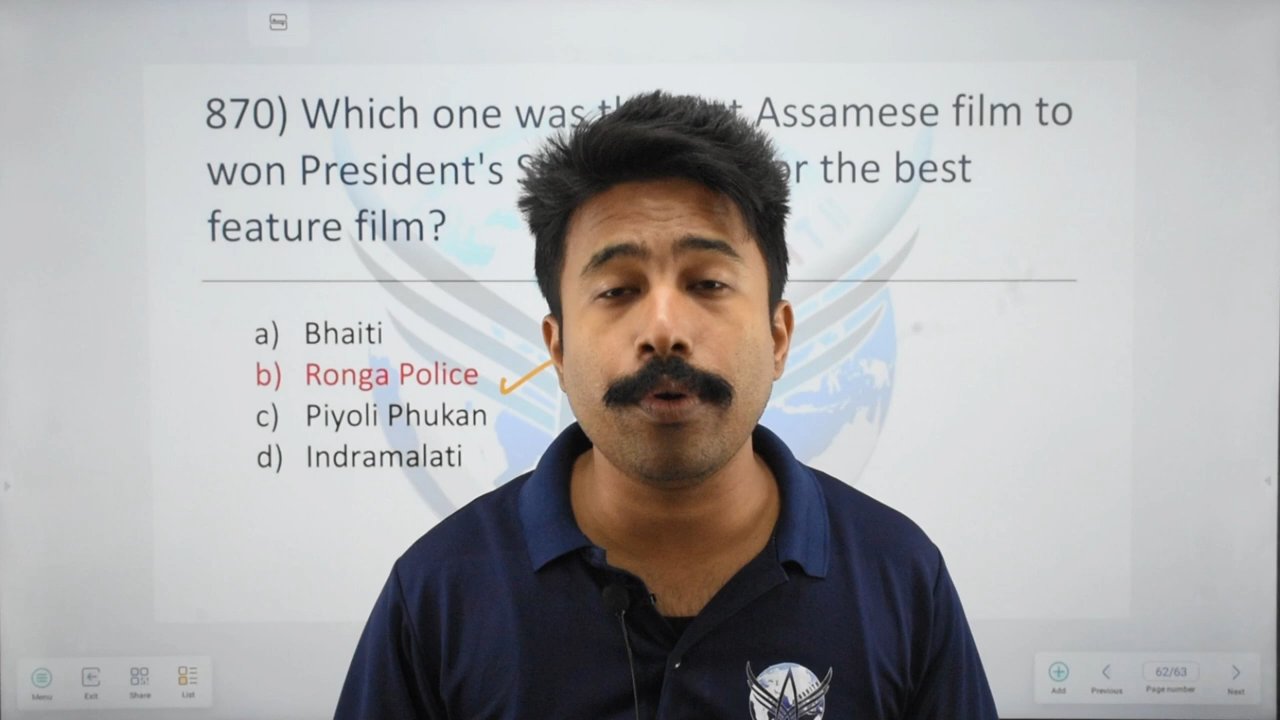 870) Which one was Assamese film to
won President's or the best
feature film?
a) Bhaiti
b) Ronga Police
c) Piyoli Phukan
d) Indramalati
Menu Exit Share List
Add Previous 62/63 Page number Next